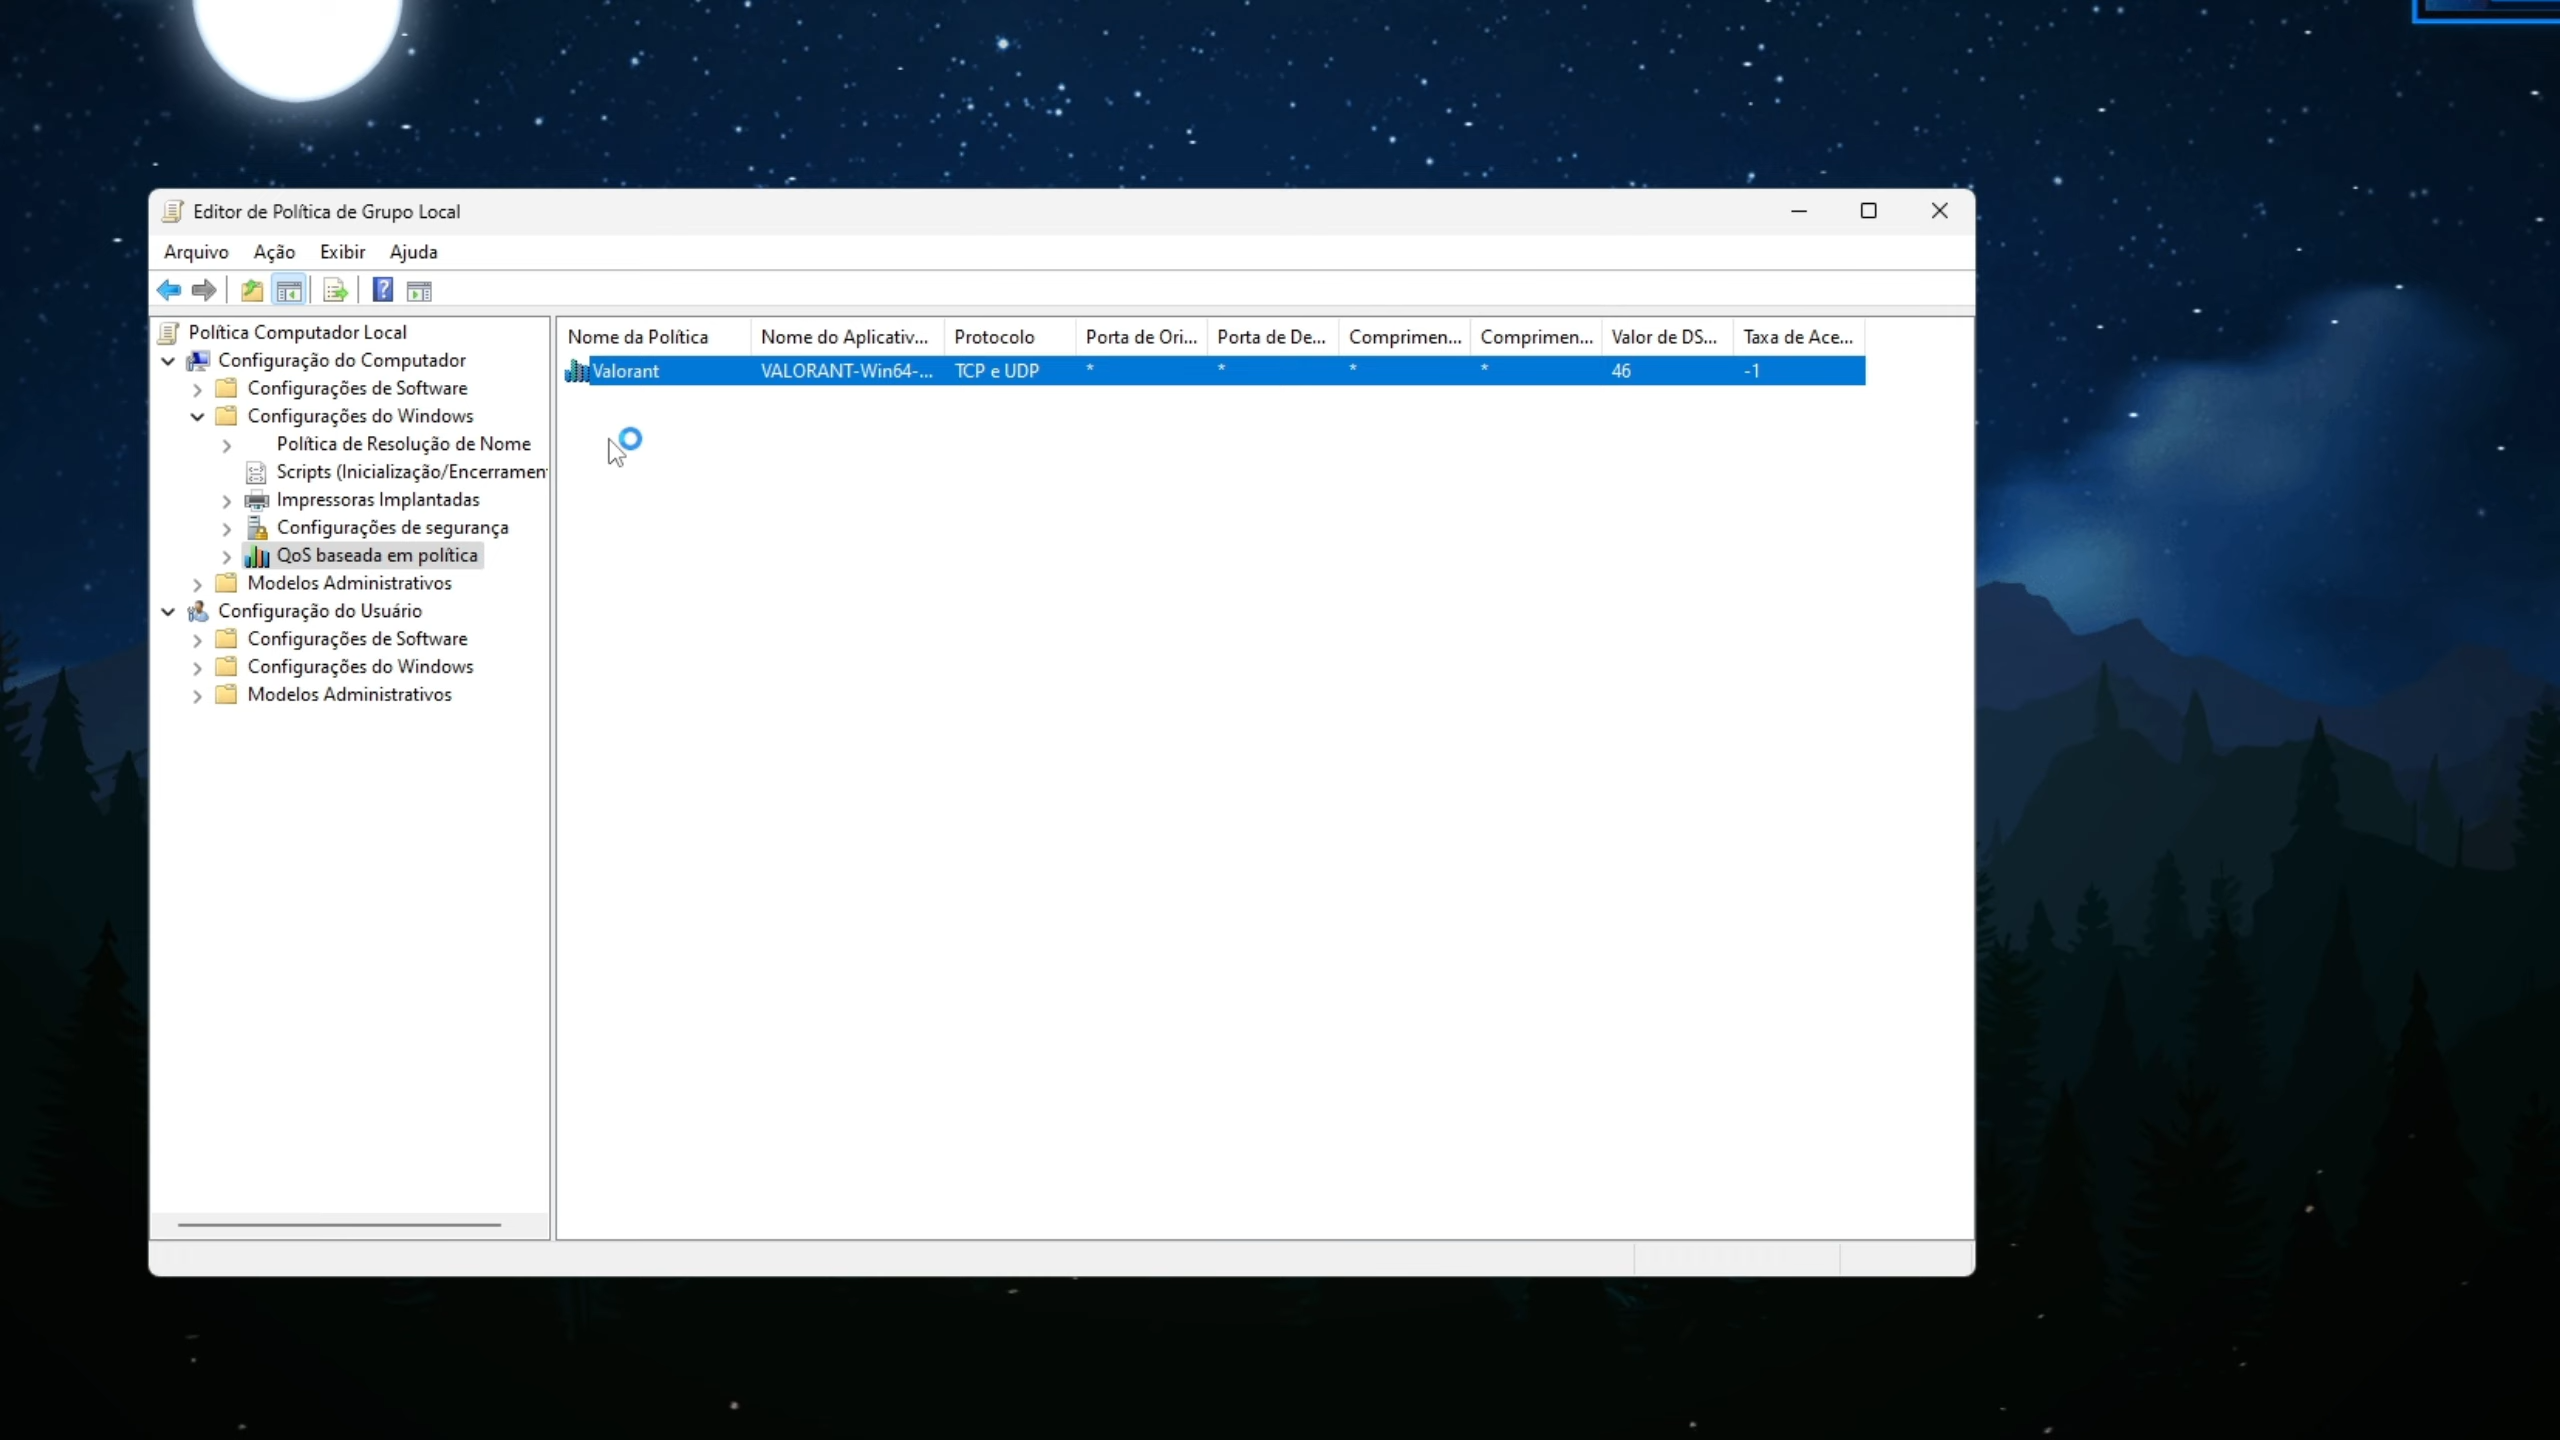 Editor de Política de Grupo Local
Arquivo Ação Exibir Ajuda
Política Computador Local
Configuração do Computador
Configurações de Software
Configurações do Windows
Política de Resolução de Nome
Scripts (Inicialização/Encerramen
Impressoras Implantadas
Configurações de segurança
QoS baseada em política
Modelos Administrativos
Configuração do Usuário
Configurações de Software
Configurações do Windows
Modelos Administrativos
Nome da Política Nome do Aplicativ... Protocolo Porta de Ori... Porta de De... Comprimen... Comprimen... Valor de DS... Taxa de Ace...
Valorant VALORANT-Win64-... TCP e UDP * * * * 46 -1